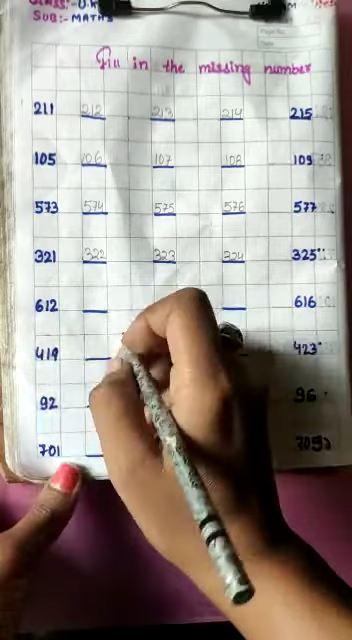 SUB:- MATHS
Fill in the missing number
211 212 213 214 215
105 106 107 108 109
573 574 575 576 577
321 322 323 324 325
612 616
419 423
92 96
701